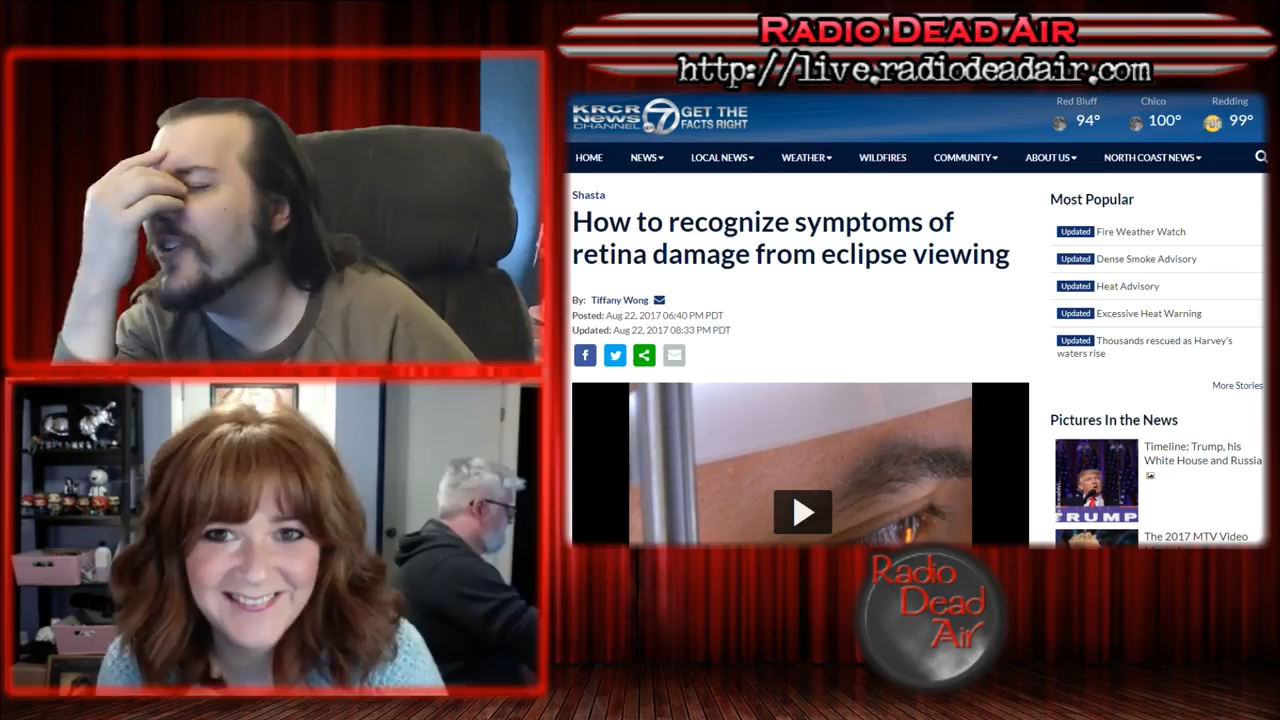 Radio Dead Air
http://live.radiodeadair.com
KRCR
News
CHANNEL
7
GET THE
FACTS RIGHT
Red Bluff
94°
Chico
100°
Redding
99°
HOME
NEWS
LOCAL NEWS
WEATHER
WILDFIRES
COMMUNITY
ABOUT US
NORTH COAST NEWS
Shasta
How to recognize symptoms of
retina damage from eclipse viewing
By: Tiffany Wong
Posted: Aug 22, 2017 06:40 PM PDT
Updated: Aug 22, 2017 08:33 PM PDT
Most Popular
Updated Fire Weather Watch
Updated Dense Smoke Advisory
Updated Heat Advisory
Updated Excessive Heat Warning
Updated Thousands rescued as Harvey's
waters rise
More Stories
Pictures In the News
Timeline: Trump, his
White House and Russia
TRUMP
The 2017 MTV Video
Radio
Dead
Air